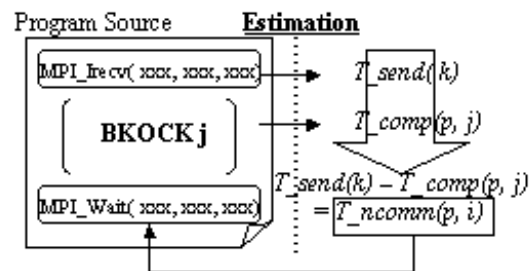 Program Source
Estimation
MPI_Irecv( xxx, xxx, xxx)
T_send(k)
BKOCK j
T_comp(p, j)
MPI_Wait( xxx, xxx, xxx)
T_send(k) – T_comp(p, j)
= T_ncomm(p, i)